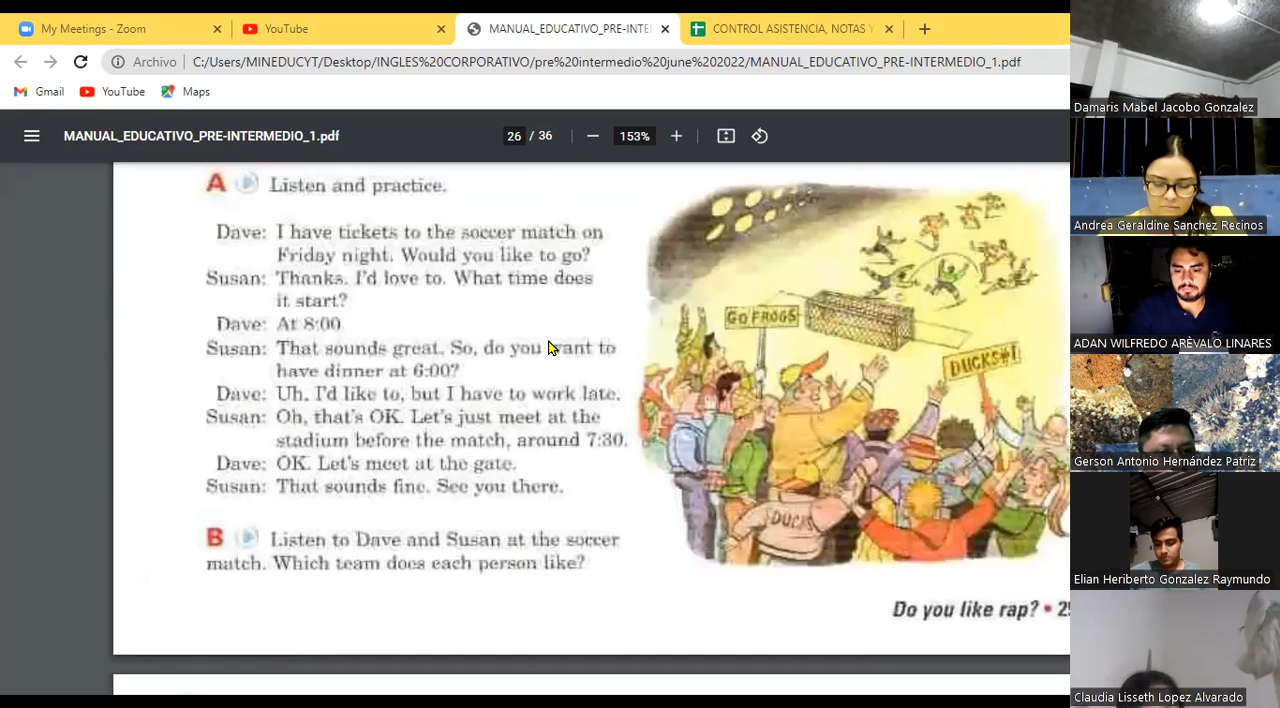 My Meetings - Zoom
YouTube
MANUAL_EDUCATIVO_PRE-INTE
CONTROL ASISTENCIA, NOTAS Y
Archivo
C:/Users/MINEDUCYT/Desktop/INGLES%20CORPORATIVO/pre%20intermedio%20june%202022/MANUAL_EDUCATIVO_PRE-INTERMEDIO_1.pdf
Gmail
YouTube
Maps
MANUAL_EDUCATIVO_PRE-INTERMEDIO_1.pdf
26 / 36
153%
A Listen and practice.
Dave: I have tickets to the soccer match on
Friday night. Would you like to go?
Susan: Thanks. I'd love to. What time does
it start?
Dave: At 8:00
Susan: That sounds great. So, do you want to
have dinner at 6:00?
Dave: Uh, I'd like to, but I have to work late.
Susan: Oh, that's OK. Let's just meet at the
stadium before the match, around 7:30.
Dave: OK. Let's meet at the gate.
Susan: That sounds fine. See you there.
B Listen to Dave and Susan at the soccer
match. Which team does each person like?
GO FROGS
DUCKS#1
DUCKS
Do you like rap? • 2
Damaris Mabel Jacobo Gonzalez
Andrea Geraldine Sanchez Recinos
ADAN WILFREDO ARÉVALO LINARES
Gerson Antonio Hernández Patriz
Elian Heriberto Gonzalez Raymundo
Claudia Lisseth Lopez Alvarado